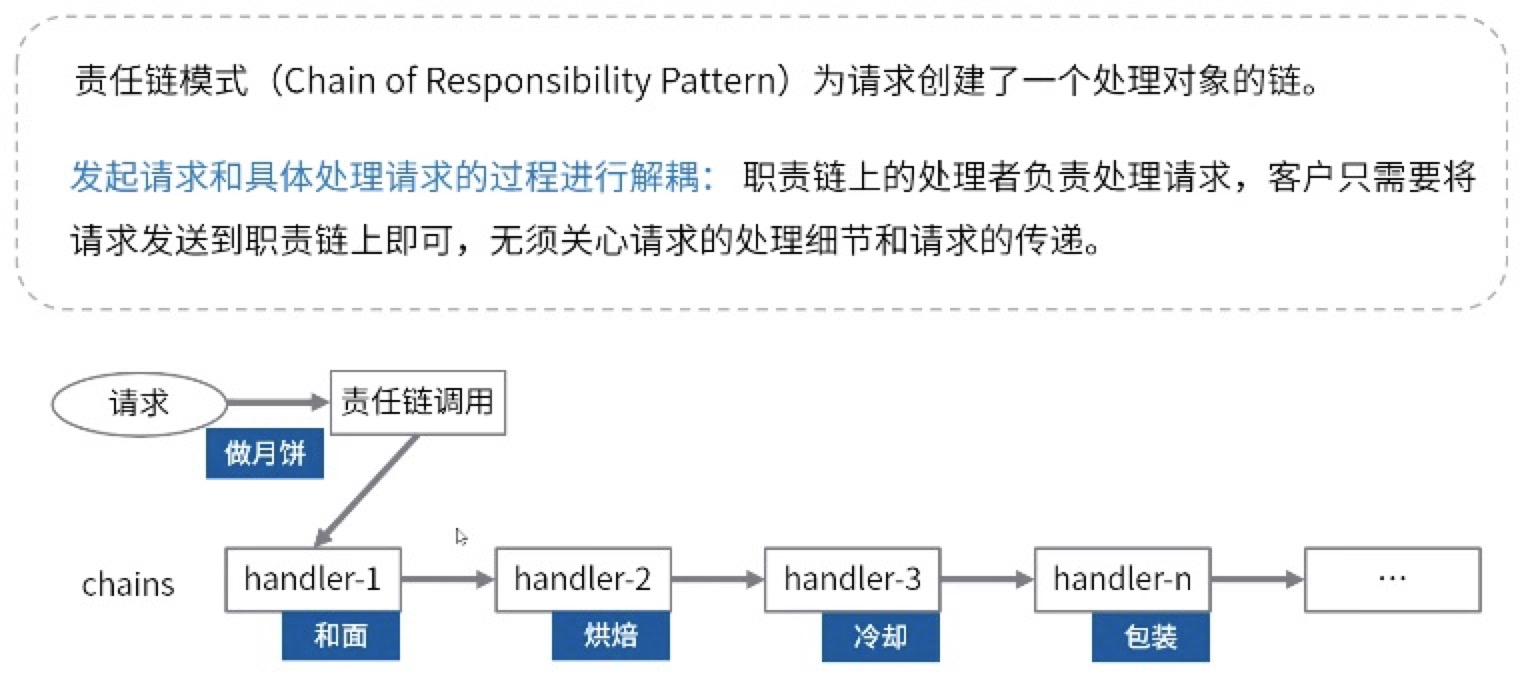 责任链模式（Chain of Responsibility Pattern）为请求创建了一个处理对象的链。
发起请求和具体处理请求的过程进行解耦： 职责链上的处理者负责处理请求，客户只需要将
请求发送到职责链上即可，无须关心请求的处理细节和请求的传递。
请求
责任链调用
做月饼
chains
handler-1
handler-2
handler-3
handler-n
...
和面
烘焙
冷却
包装